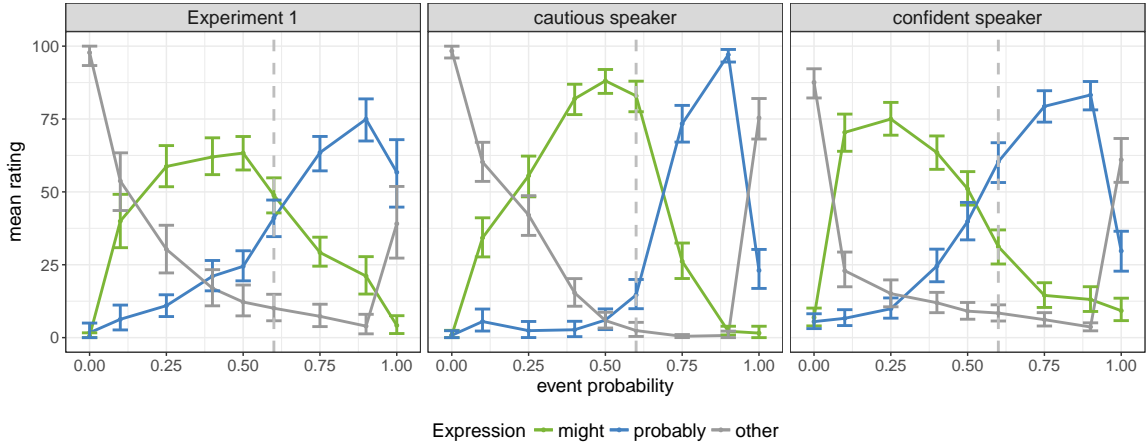 Experiment 1 cautious speaker confident speaker
100
75
50
25
0
mean rating
0.00 0.25 0.50 0.75 1.00 0.00 0.25 0.50 0.75 1.00 0.00 0.25 0.50 0.75 1.00
event probability
Expression might probably other